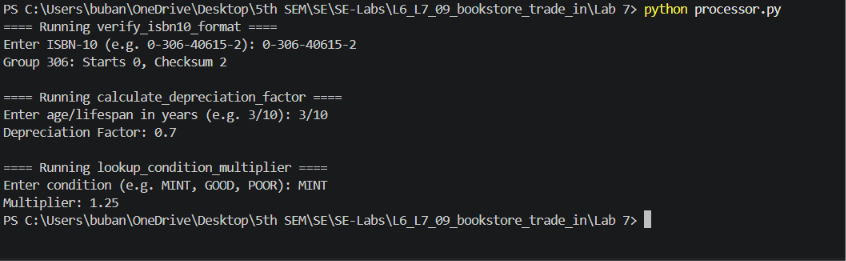 PS C:\Users\buban\OneDrive\Desktop\5th SEM\SE\SE-Labs\L6_L7_09_bookstore_trade_in\Lab 7> python processor.py
==== Running verify_isbn10_format ====
Enter ISBN-10 (e.g. 0-306-40615-2): 0-306-40615-2
Group 306: Starts 0, Checksum 2
==== Running calculate_depreciation_factor ====
Enter age/lifespan in years (e.g. 3/10): 3/10
Depreciation Factor: 0.7
==== Running lookup_condition_multiplier ====
Enter condition (e.g. MINT, GOOD, POOR): MINT
Multiplier: 1.25
PS C:\Users\buban\OneDrive\Desktop\5th SEM\SE\SE-Labs\L6_L7_09_bookstore_trade_in\Lab 7>